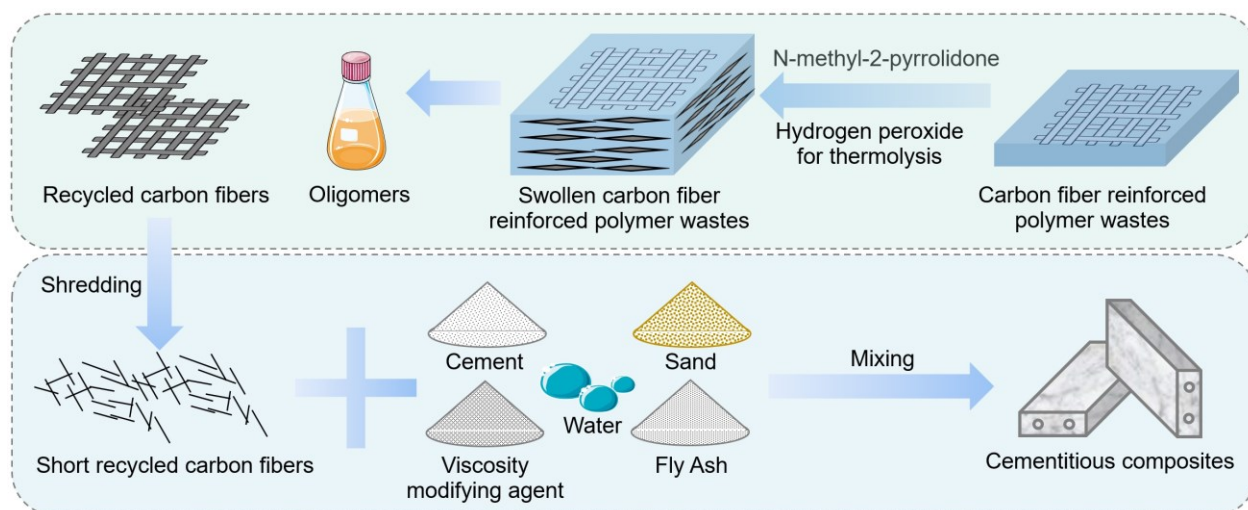 N-methyl-2-pyrrolidone
Hydrogen peroxide
for thermolysis
Recycled carbon fibers
Oligomers
Swollen carbon fiber
reinforced polymer wastes
Carbon fiber reinforced
polymer wastes
Shredding
Cement
Sand
Mixing
Water
Short recycled carbon fibers
Viscosity
modifying agent
Fly Ash
Cementitious composites